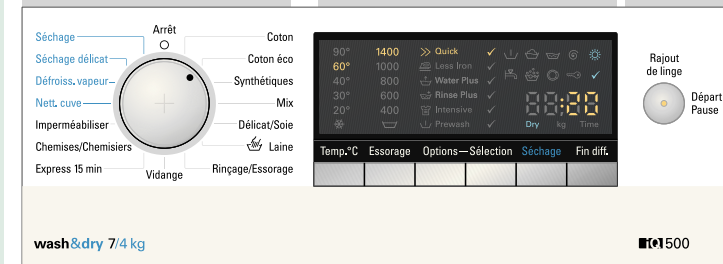 Arrêt
Séchage
Séchage délicat
Défroiss. vapeur
Nett. cuve
Imperméabiliser
Chemises/Chemisiers
Express 15 min
Vidange
Coton
Coton éco
Synthétiques
Mix
Délicat/Soie
Laine
Rinçage/Essorage
90° 1400 Quick
60° 1000 Less Iron
40° 800 Water Plus
30° 600 Rinse Plus
20° 400 Intensive
Prewash
:20
Dry kg Time
Temp.°C Essorage Options—Sélection Séchage Fin diff.
Rajout
de linge
Départ
Pause
wash&dry 7/4 kg
iQ500